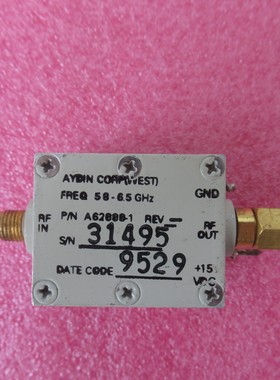 AYDIN CORP(WEST)
FREQ 5.8-6.5 GHz
GND
P/N A62888-1 REV –
RF IN
S/N 31495
RF OUT
DATE CODE 9529
+15 VDC